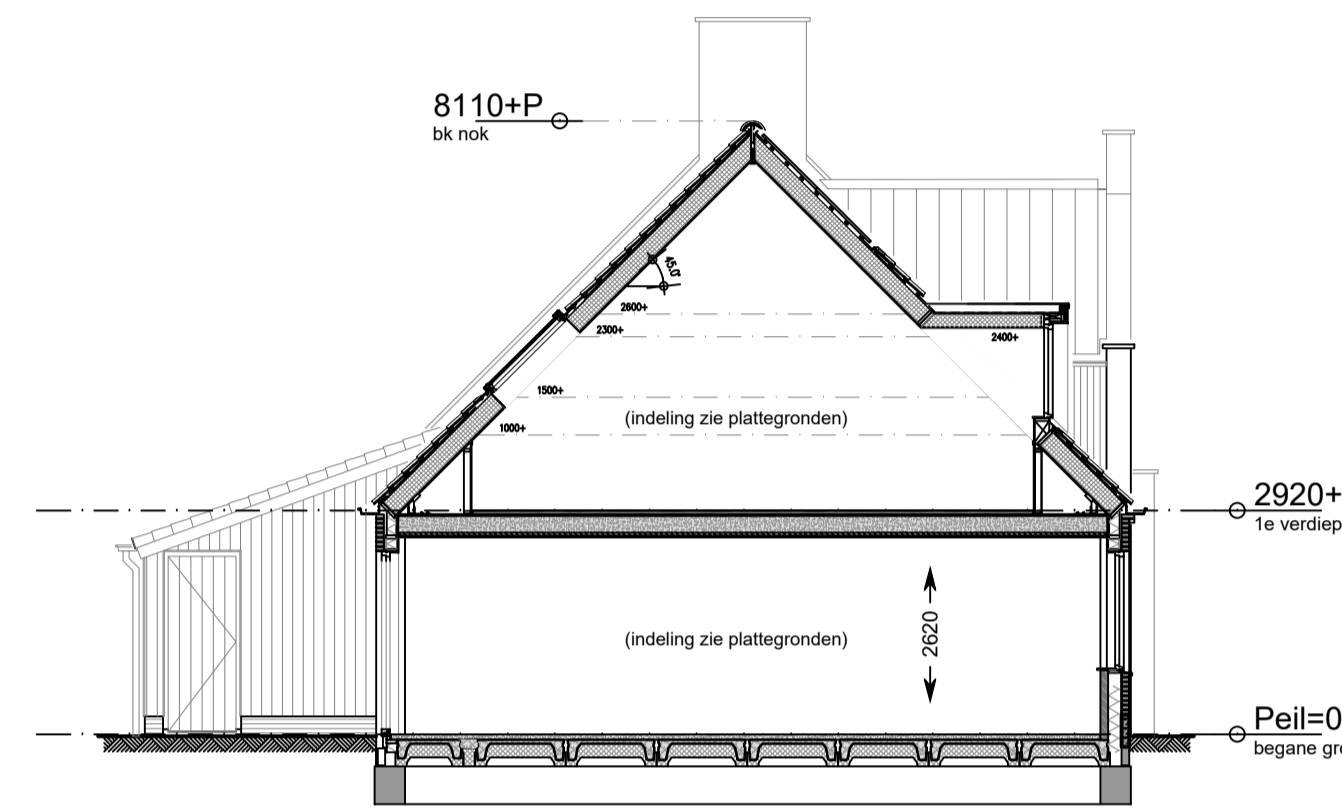 8110+P
bk nok
45.0°
2600+
2300+
2400+
1500+
(indeling zie plattegronden)
1000+
2920+
1e verdiep
(indeling zie plattegronden)
2620
Peil=0
begane gro